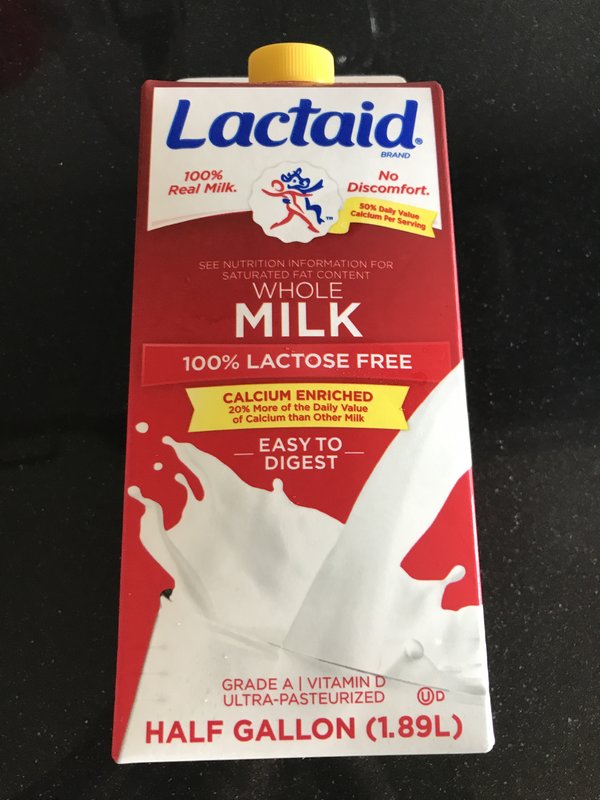 Lactaid®
BRAND
100%
Real Milk.
No
Discomfort.
50% Daily Value
Calcium Per Serving
TM
SEE NUTRITION INFORMATION FOR
SATURATED FAT CONTENT
WHOLE
MILK
100% LACTOSE FREE
CALCIUM ENRICHED
20% More of the Daily Value
of Calcium than Other Milk
EASY TO
DIGEST
GRADE A | VITAMIN D
ULTRA-PASTEURIZED
U D
HALF GALLON (1.89L)